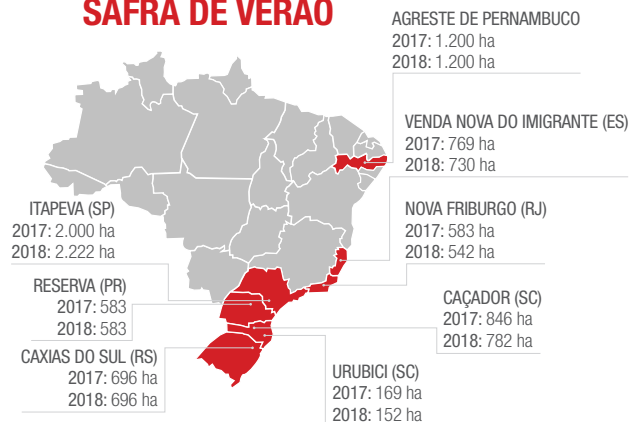 SAFRA DE VERÃO
AGRESTE DE PERNAMBUCO
2017: 1.200 ha
2018: 1.200 ha
VENDA NOVA DO IMIGRANTE (ES)
2017: 769 ha
2018: 730 ha
ITAPEVA (SP)
2017: 2.000 ha
2018: 2.222 ha
NOVA FRIBURGO (RJ)
2017: 583 ha
2018: 542 ha
RESERVA (PR)
2017: 583
2018: 583
CAÇADOR (SC)
2017: 846 ha
2018: 782 ha
CAXIAS DO SUL (RS)
2017: 696 ha
2018: 696 ha
URUBICI (SC)
2017: 169 ha
2018: 152 ha